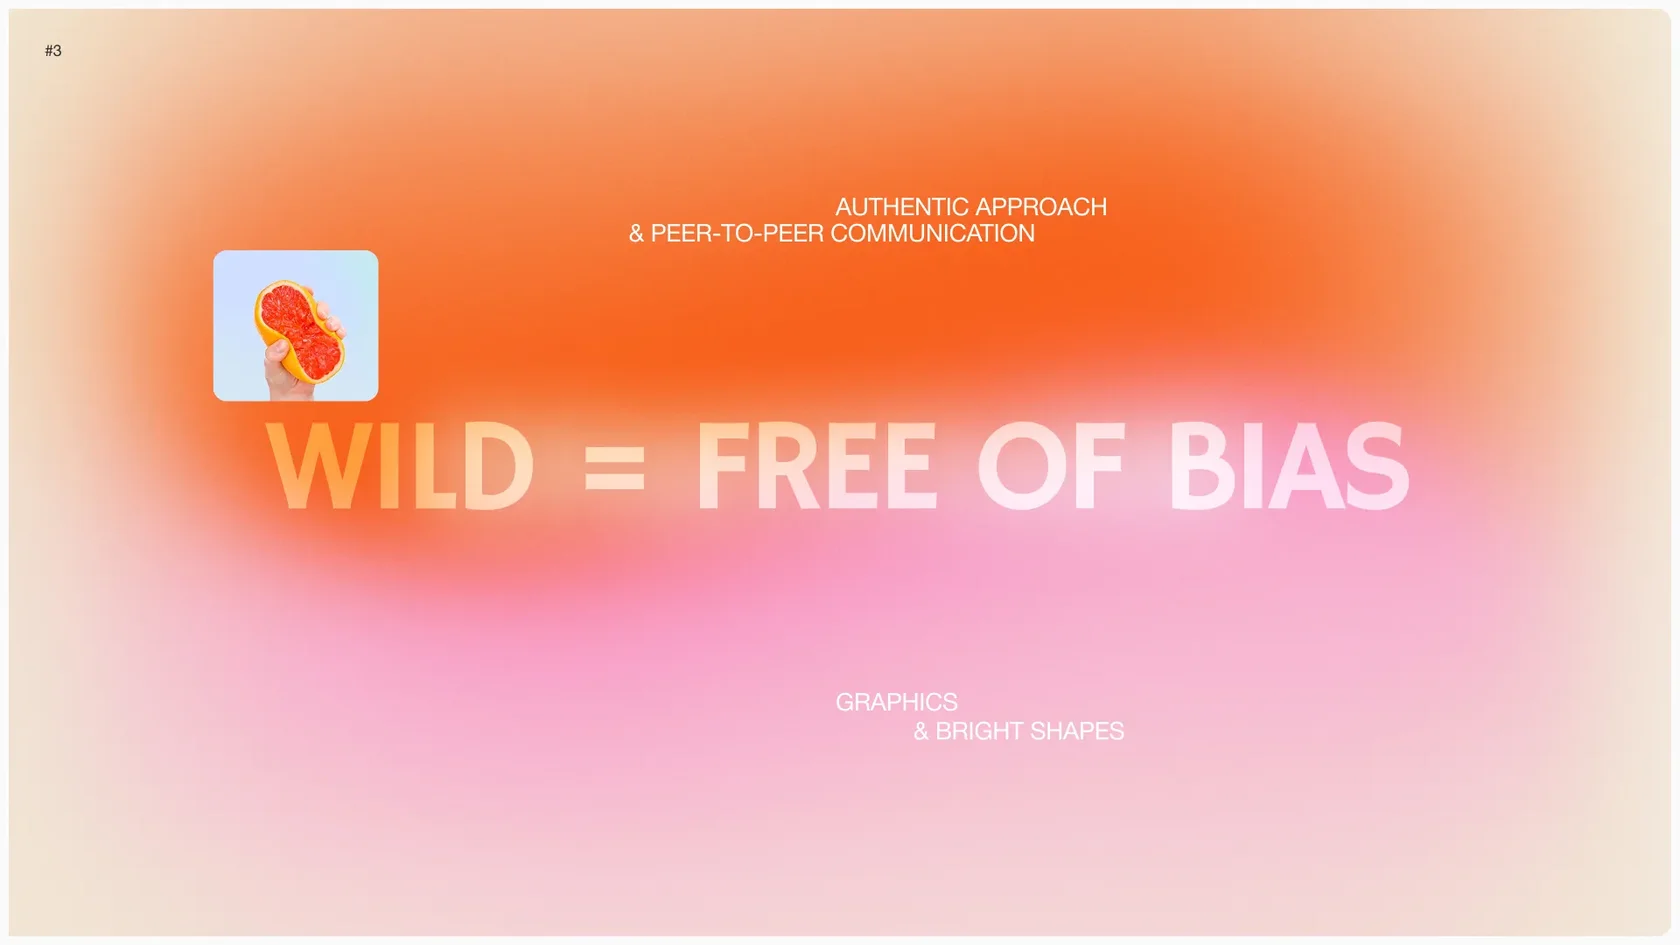 #3
AUTHENTIC APPROACH
& PEER-TO-PEER COMMUNICATION
WILD = FREE OF BIAS
GRAPHICS
& BRIGHT SHAPES